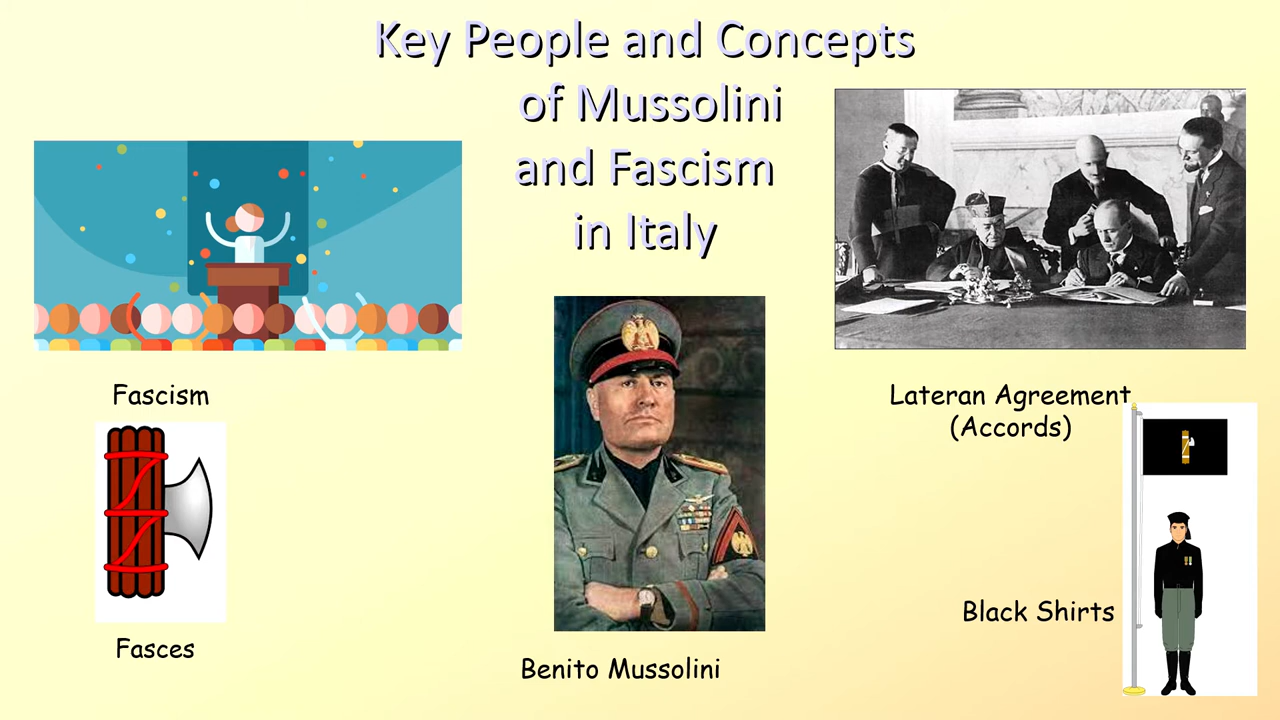 Key People and Concepts
of Mussolini
and Fascism
in Italy
Fascism
Lateran Agreement
(Accords)
Black Shirts
Fasces
Benito Mussolini